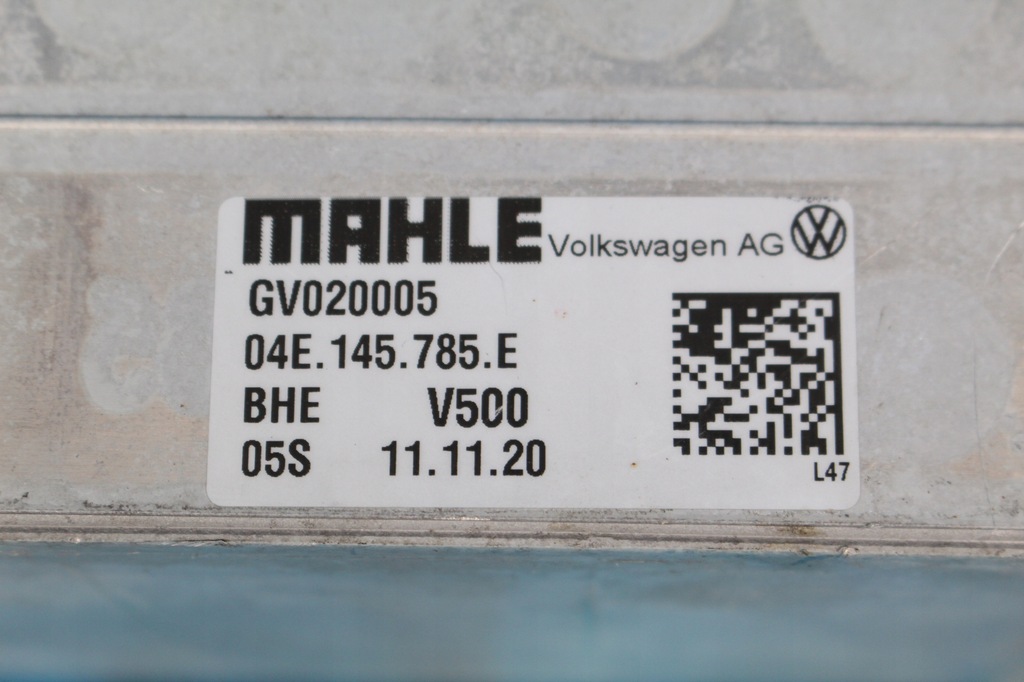 MAHLE Volkswagen AG
GV020005
04E.145.785.E
BHE V500
05S 11.11.20
L47